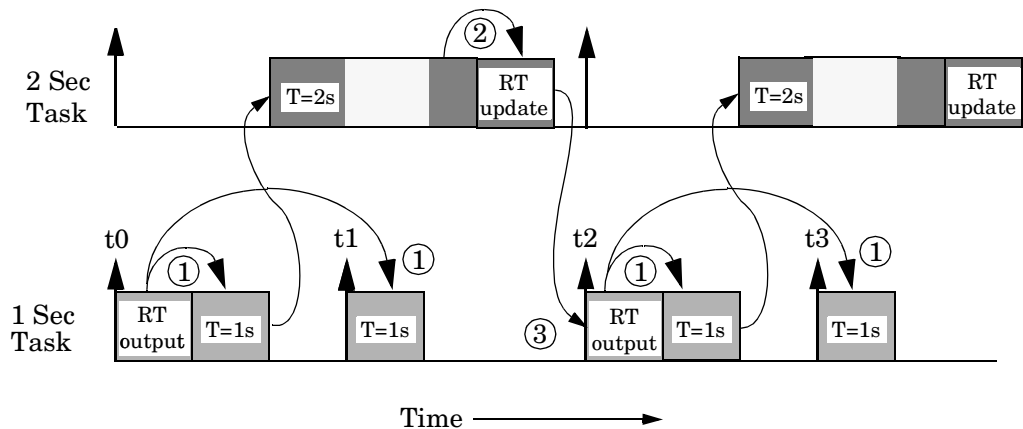 ②
2 Sec
Task
T=2s
RT
update
T=2s
RT
update
t0
t1
t2
t3
①
①
①
①
1 Sec
Task
RT
output
T=1s
T=1s
③
RT
output
T=1s
T=1s
Time